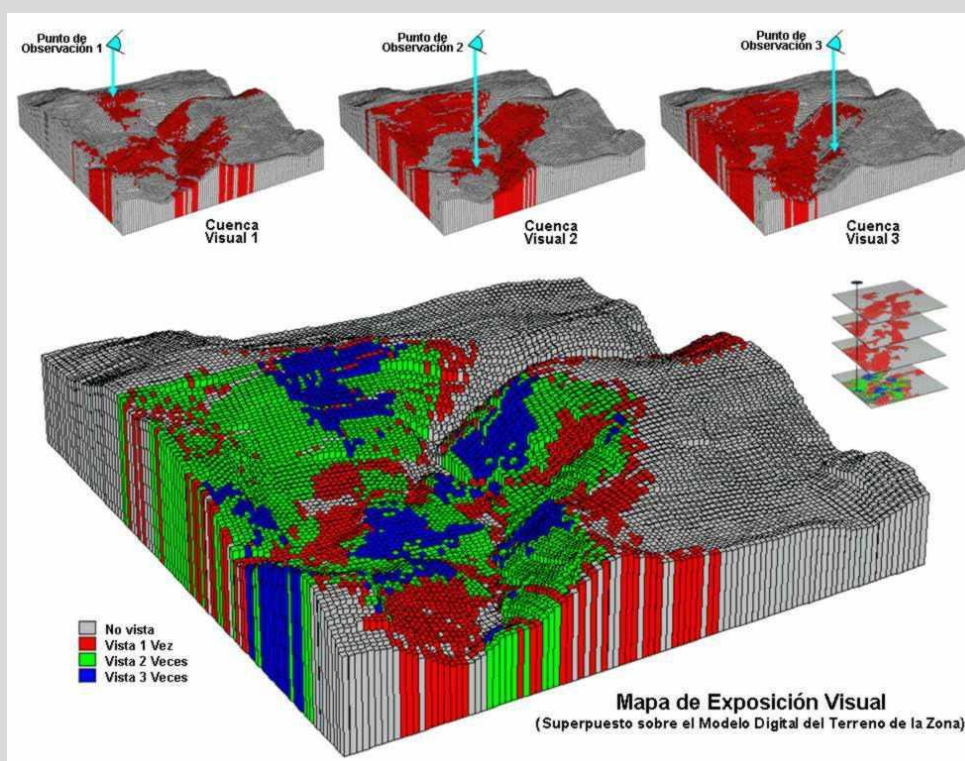 Punto de
Observación 1
Punto de
Observación 2
Punto de
Observación 3
Cuenca
Visual 1
Cuenca
Visual 2
Cuenca
Visual 3
No vista
Vista 1 Vez
Vista 2 Veces
Vista 3 Veces
Mapa de Exposición Visual
(Superpuesto sobre el Modelo Digital del Terreno de la Zona)